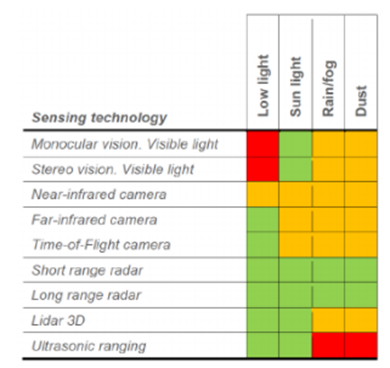 Sensing technology
Low light
Sun light
Rain/fog
Dust
Monocular vision. Visible light
Stereo vision. Visible light
Near-infrared camera
Far-infrared camera
Time-of-Flight camera
Short range radar
Long range radar
Lidar 3D
Ultrasonic ranging